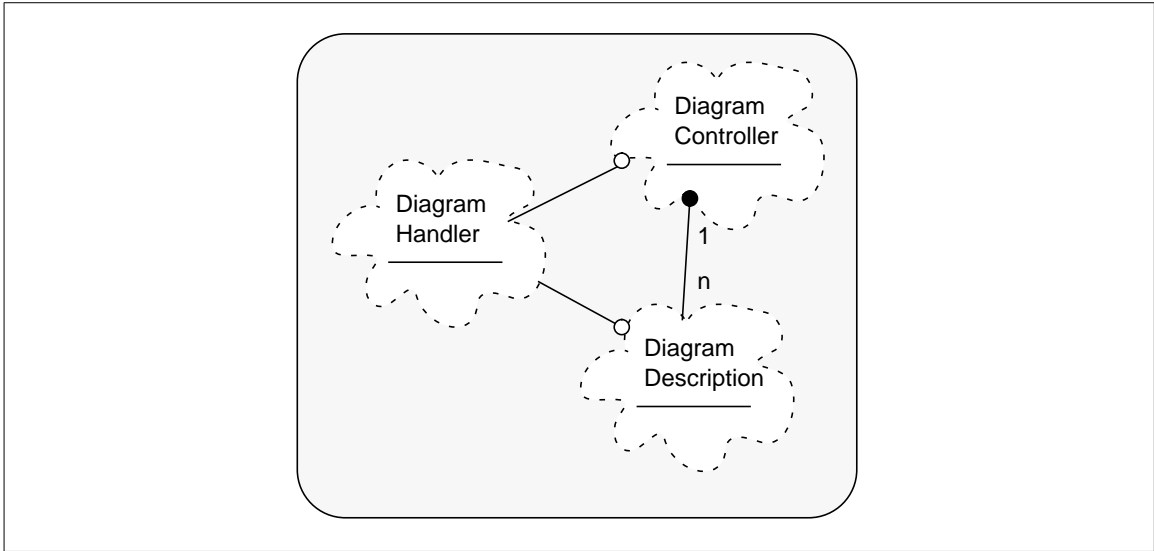 Diagram
Controller
Diagram
Handler
1
n
Diagram
Description